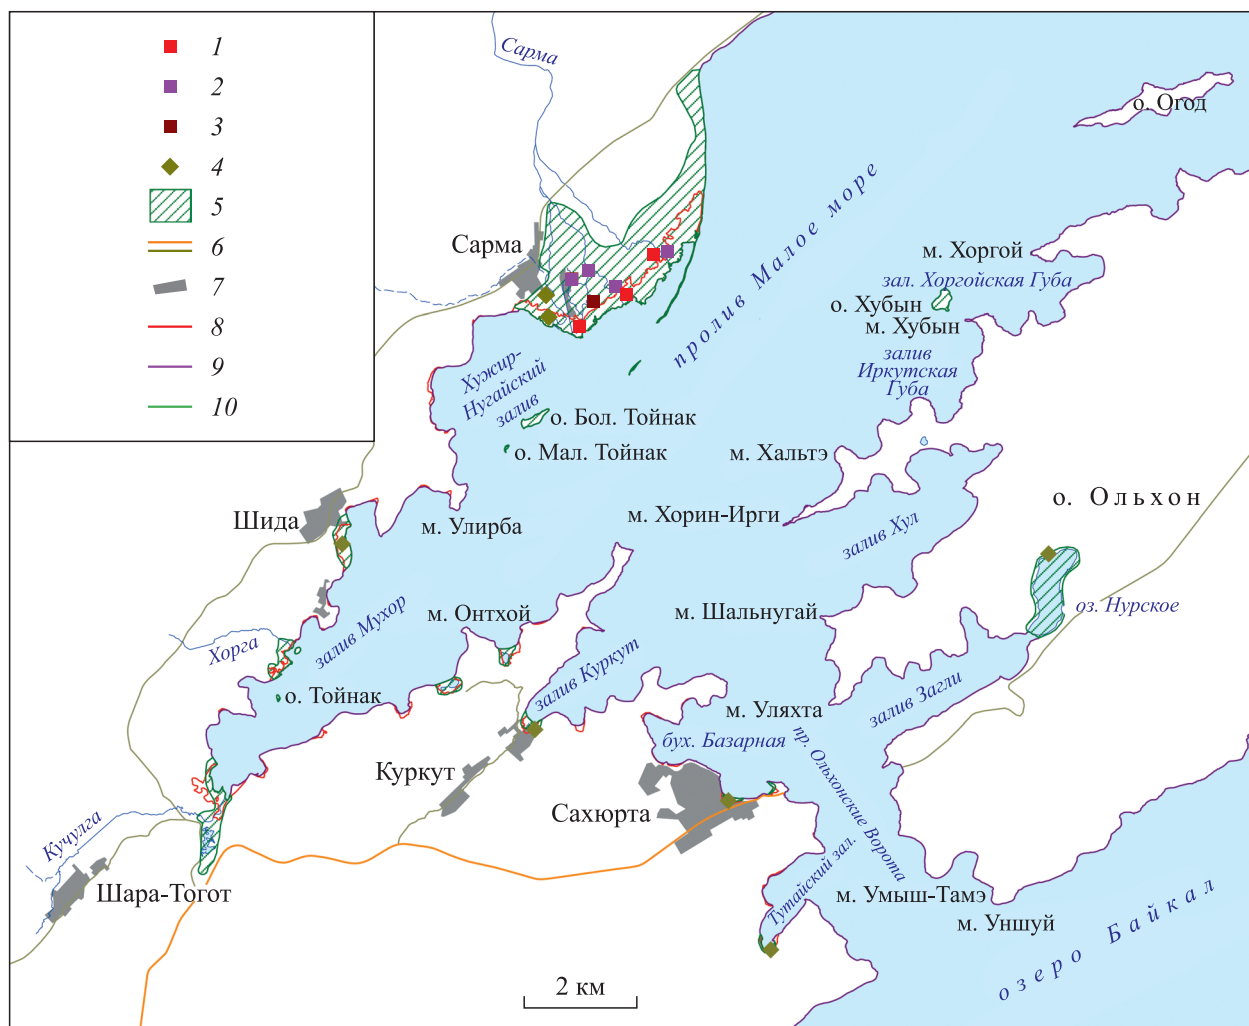 1
2
3
4
5
6
7
8
9
10
Сарма
о. Огод
пролив Малое море
Сарма
м. Хоргой
зал. Хоргойская Губа
о. Хубын
м. Хубын
залив
Иркутская
Губа
Хужир-
Нугайский
залив
о. Бол. Тойнак
о. Мал. Тойнак
м. Хальтэ
о. Ольхон
Шида
м. Улирба
м. Хорин-Ирги
залив Хул
оз. Нурское
м. Онтхой
м. Шальнугай
Хорга
залив Мухор
залив Куркут
залив Загли
о. Тойнак
м. Уляхта
бух. Базарная
пр. Ольхонские Ворота
Куркут
Сахюрта
Кучулга
Шара-Тогот
Тутайский зал.
м. Умыш-Тамэ
м. Уншуй
озеро Байкал
2 км